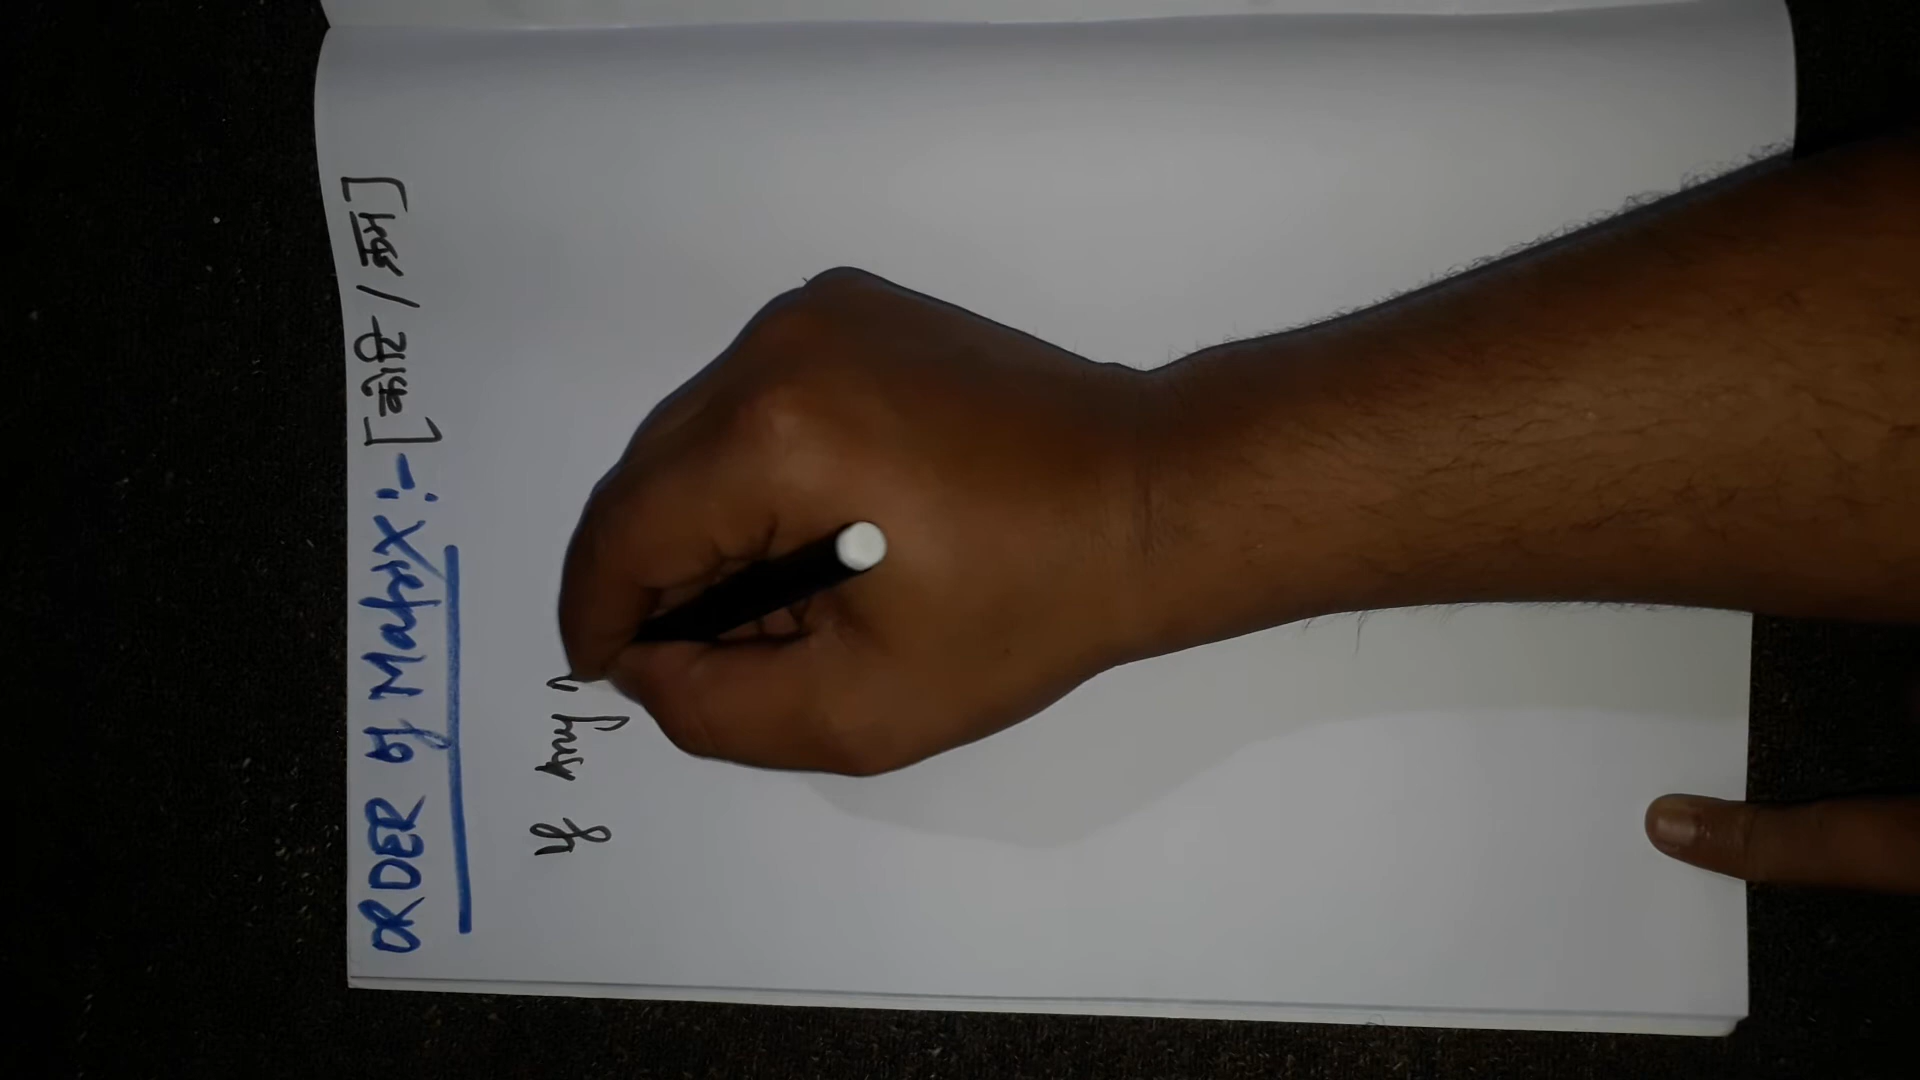 ORDER of Matrix :- [कोटि / क्रम]
If any